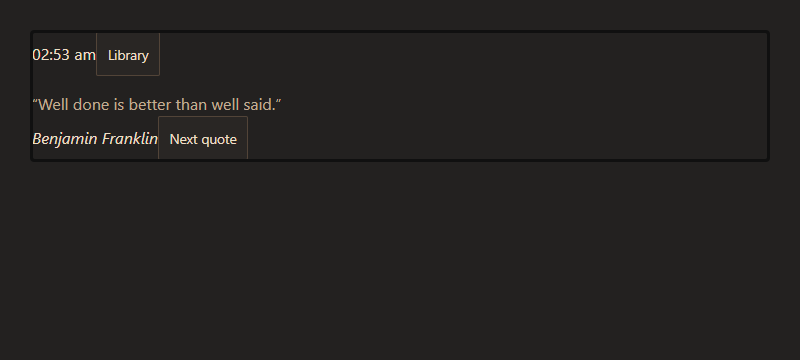 02:53 am Library
“Well done is better than well said.”
Benjamin Franklin Next quote